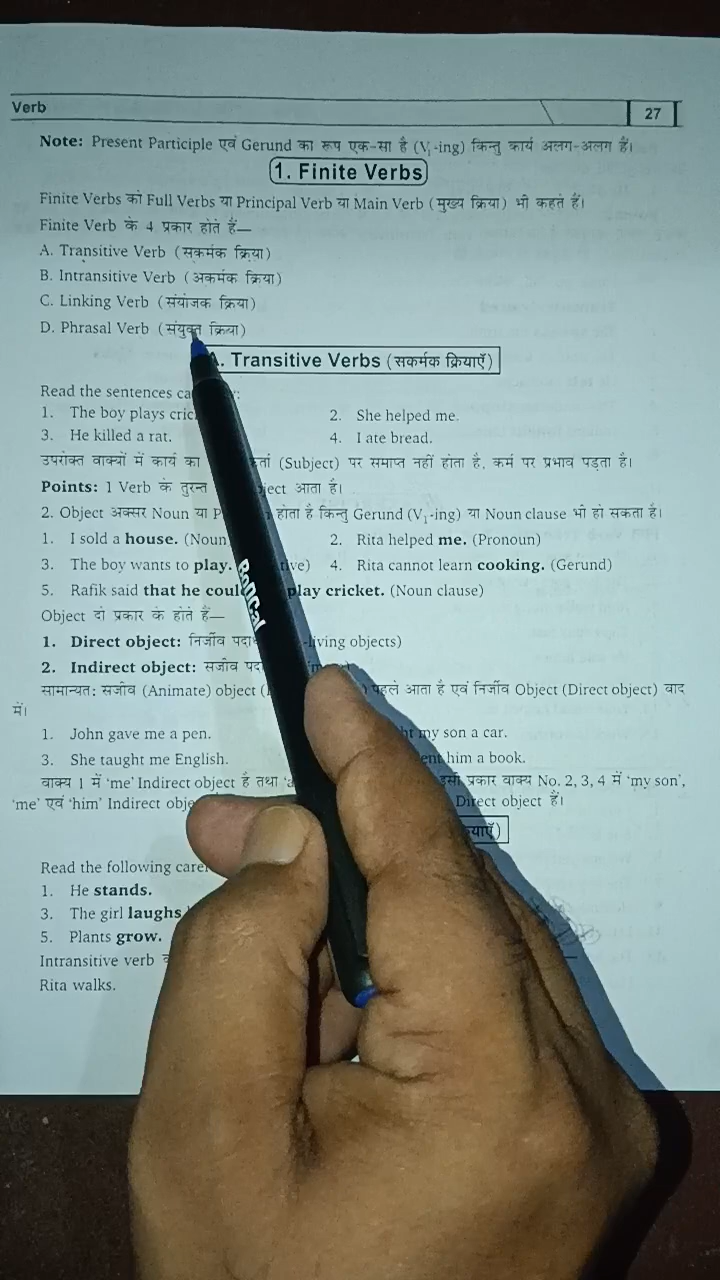 Verb
27
Note: Present Participle एवं Gerund का रूप एक-सा है (V₁-ing) किन्तु कार्य अलग-अलग हैं।
1. Finite Verbs
Finite Verbs को Full Verbs या Principal Verb या Main Verb (मुख्य क्रिया) भी कहते हैं।
Finite Verb के 4 प्रकार होते हैं—
A. Transitive Verb (सकर्मक क्रिया)
B. Intransitive Verb (अकर्मक क्रिया)
C. Linking Verb (संयोजक क्रिया)
D. Phrasal Verb (संयुक्त क्रिया)
A. Transitive Verbs (सकर्मक क्रियाएँ)
Read the sentences
1. The boy plays 2. She helped me.
3. He killed a rat. 4. I ate bread.
उपरोक्त वाक्यों में कार्य का (Subject) पर समाप्त नहीं होता है, कर्म पर प्रभाव पड़ता है।
Points: 1 Verb के तुरन्त आता है।
2. Object अक्सर Noun या होता है किन्तु Gerund (V₁-ing) या Noun clause भी हो सकता है।
1. I sold a house. (Noun 2. Rita helped me. (Pronoun)
3. The boy wants to play. 4. Rita cannot learn cooking. (Gerund)
5. Rafik said that he play cricket. (Noun clause)
Object दो प्रकार के होते हैं—
1. Direct object: निर्जीव -living objects)
2. Indirect object: सजीव
सामान्यत: सजीव (Animate) object पहले आता है एवं निर्जीव Object (Direct object) बाद
में।
1. John gave me a pen. my son a car.
3. She taught me English. him a book.
वाक्य 1 में 'me' Indirect object है तथा इसी प्रकार वाक्य No. 2, 3, 4 में 'my son',
'me' एवं 'him' Indirect Direct object हैं।
Read the following
1. He stands.
3. The girl laughs
5. Plants grow.
Intransitive verb
Rita walks.
RollCal